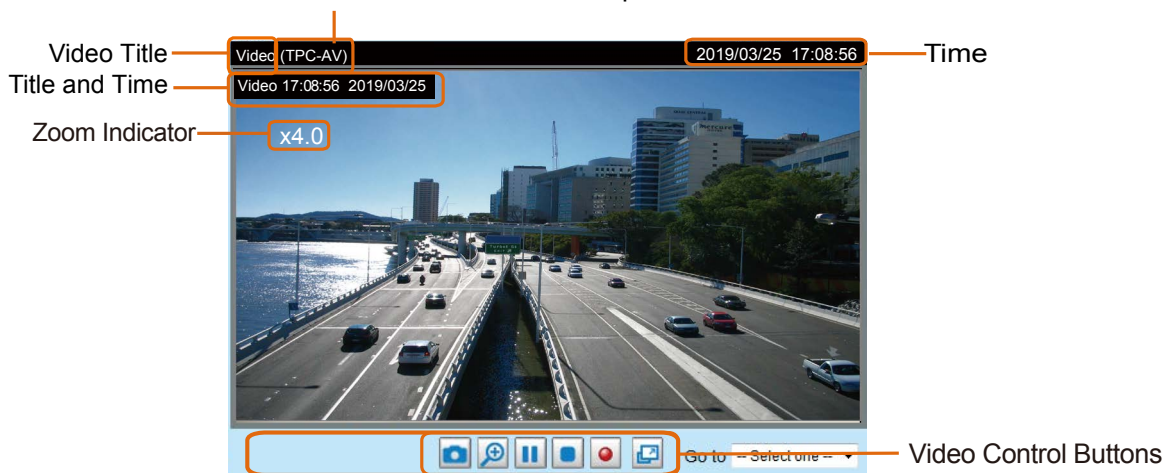 Video Title
Video (TPC-AV)
2019/03/25 17:08:56
Time
Title and Time
Video 17:08:56 2019/03/25
Zoom Indicator
x4.0
mercure
Go to
-- Select one --
Video Control Buttons